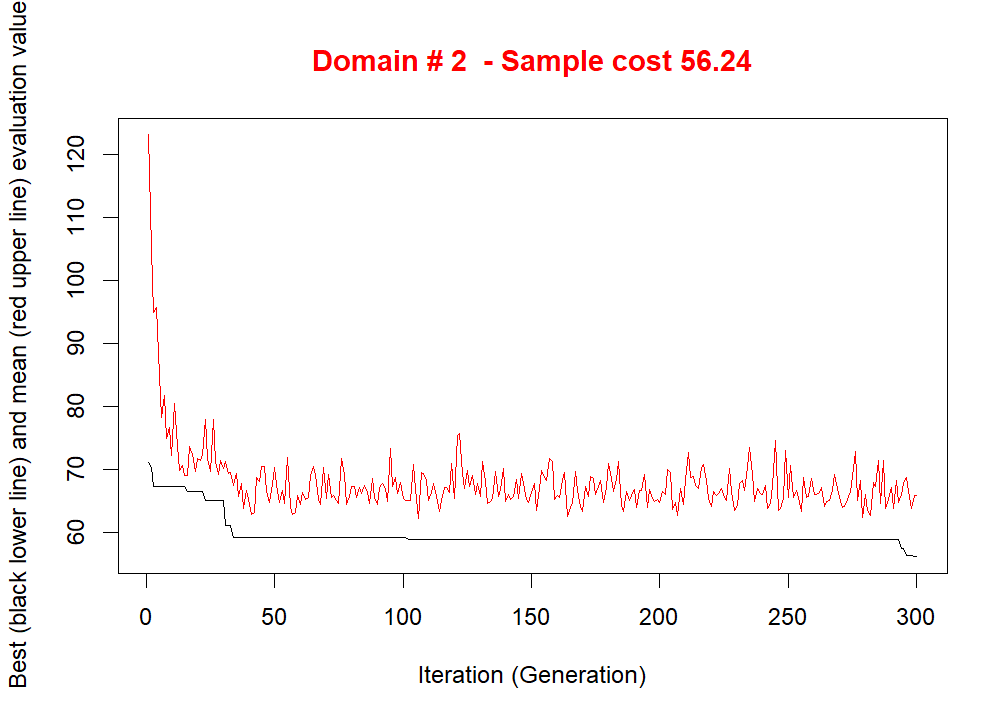 Domain # 2  - Sample cost 56.24
Best (black lower line) and mean (red upper line) evaluation value
120
110
100
90
80
70
60
0 50 100 150 200 250 300
Iteration (Generation)